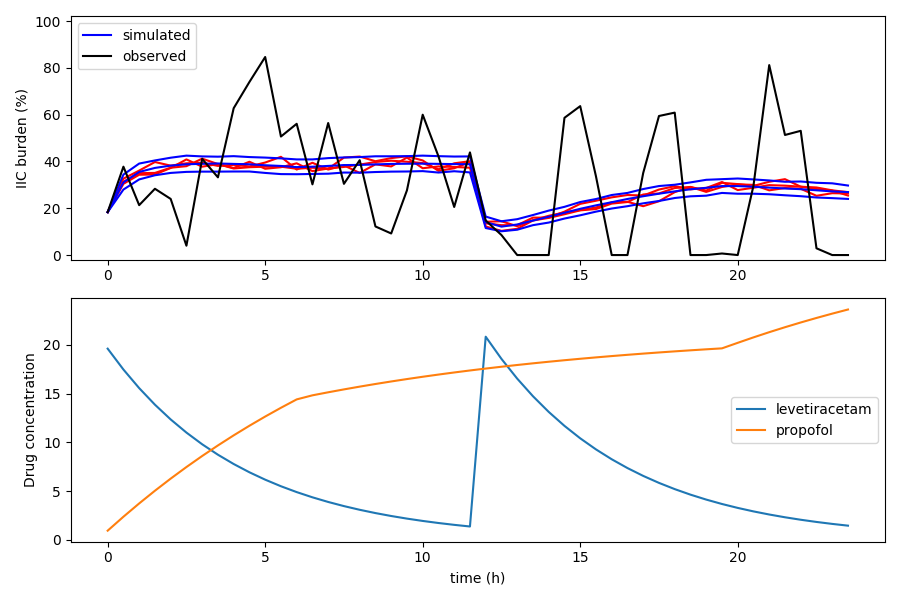 IIC burden (%)
100
80
60
40
20
0
simulated
observed
0 5 10 15 20
Drug concentration
20
15
10
5
0
levetiracetam
propofol
0 5 10 15 20
time (h)